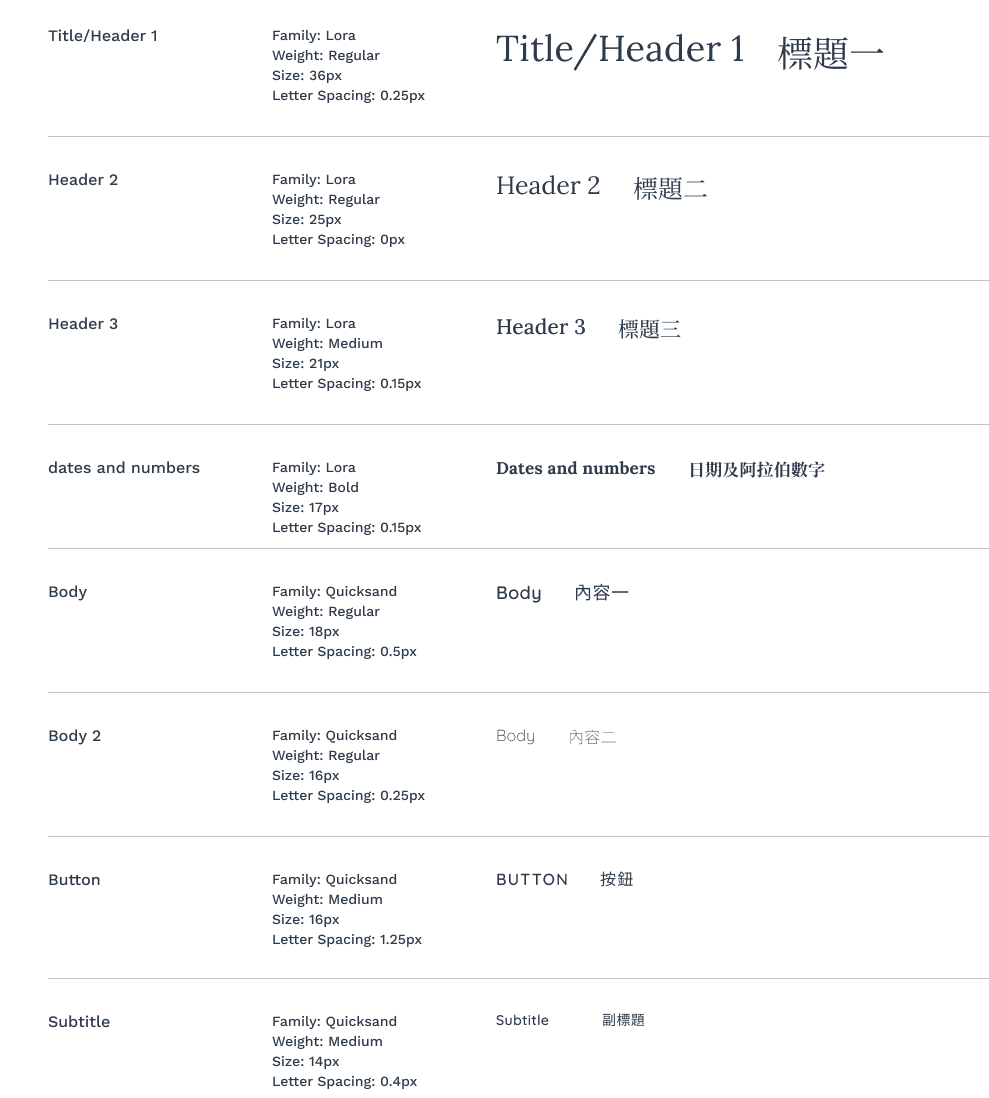 Title/Header 1
Family: Lora
Weight: Regular
Size: 36px
Letter Spacing: 0.25px
Title/Header 1 標題一
Header 2
Family: Lora
Weight: Regular
Size: 25px
Letter Spacing: 0px
Header 2 標題二
Header 3
Family: Lora
Weight: Medium
Size: 21px
Letter Spacing: 0.15px
Header 3 標題三
dates and numbers
Family: Lora
Weight: Bold
Size: 17px
Letter Spacing: 0.15px
Dates and numbers 日期及阿拉伯數字
Body
Family: Quicksand
Weight: Regular
Size: 18px
Letter Spacing: 0.5px
Body 內容一
Body 2
Family: Quicksand
Weight: Regular
Size: 16px
Letter Spacing: 0.25px
Body 內容二
Button
Family: Quicksand
Weight: Medium
Size: 16px
Letter Spacing: 1.25px
BUTTON 按鈕
Subtitle
Family: Quicksand
Weight: Medium
Size: 14px
Letter Spacing: 0.4px
Subtitle 副標題